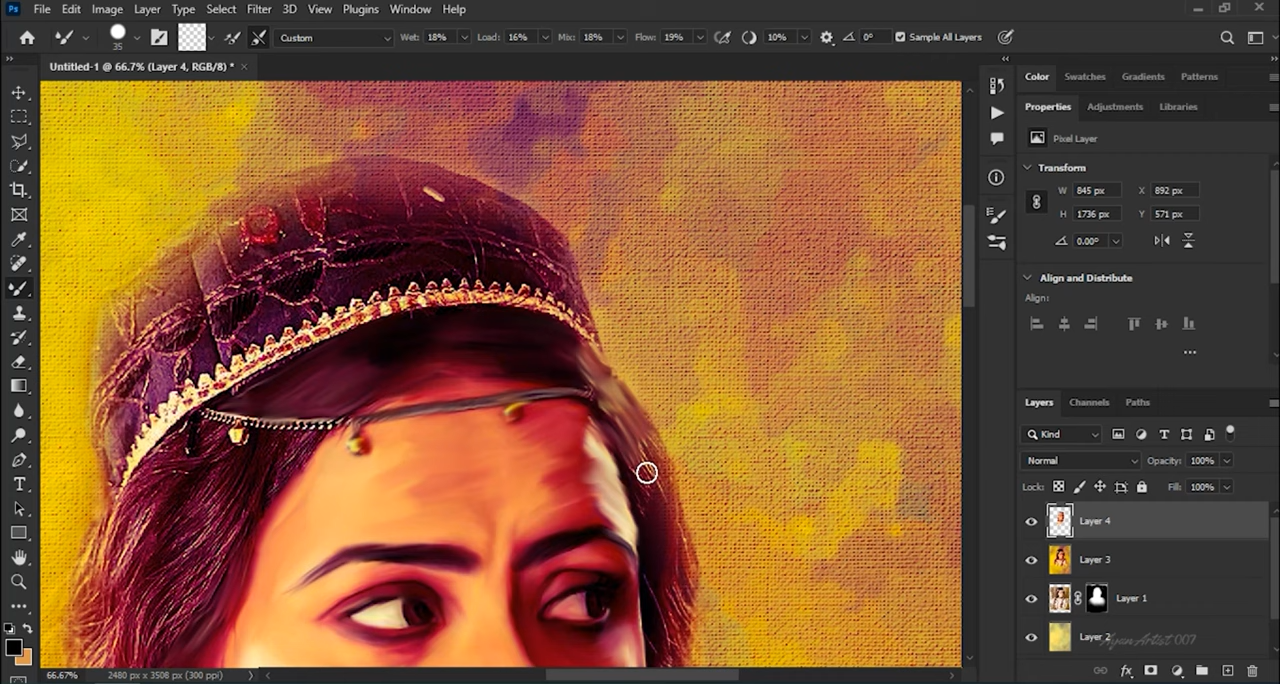 Ps File Edit Image Layer Type Select Filter 3D View Plugins Window Help
35 Custom Wet: 18% Load: 16% Mix: 18% Flow: 19% 10% 0° Sample All Layers
Untitled-1 @ 66.7% (Layer 4, RGB/8) * ×
Color Swatches Gradients Patterns
Properties Adjustments Libraries
Pixel Layer
Transform
W 845 px X 892 px
H 1736 px Y 571 px
0.00°
Align and Distribute
Align:
Layers Channels Paths
Kind
Normal Opacity: 100%
Lock: Fill: 100%
Layer 4
Layer 3
Layer 1
Layer 2
Ayan Artist 007
66.67% 2480 px x 3508 px (300 ppi)
fx